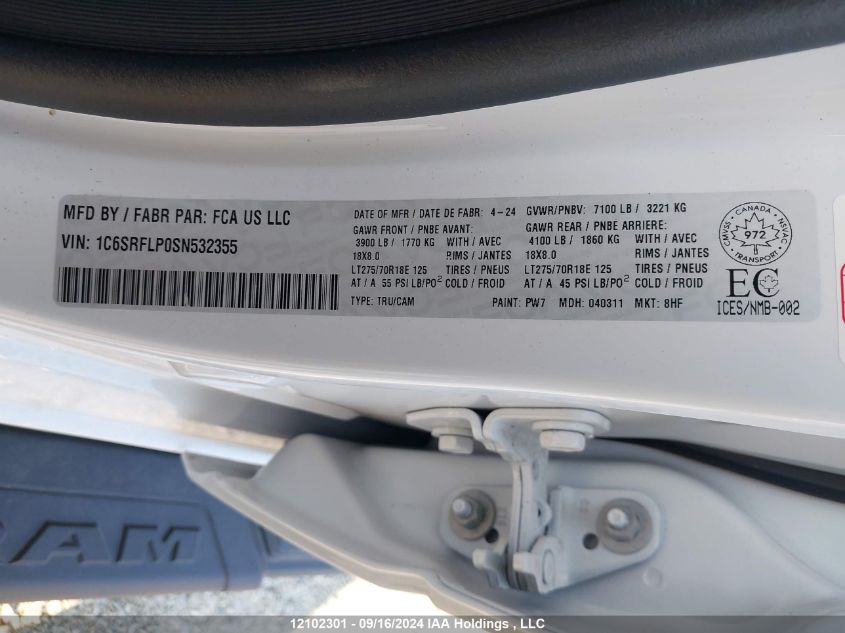 MFD BY / FABR PAR: FCA US LLC
VIN: 1C6SRFLP0SN532355
DATE OF MFR / DATE DE FABR: 4-24 GVWR/PNBV: 7100 LB / 3221 KG
GAWR FRONT / PNBE AVANT: GAWR REAR / PNBE ARRIERE:
3900 LB / 1770 KG WITH / AVEC 4100 LB / 1860 KG WITH / AVEC
18X8.0 RIMS / JANTES 18X8.0 RIMS / JANTES
LT275/70R18E 125 TIRES / PNEUS LT275/70R18E 125 TIRES / PNEUS
AT / A 55 PSI LB/PO² COLD / FROID AT / A 45 PSI LB/PO² COLD / FROID
TYPE: TRU/CAM PAINT: PW7 MDH: 040311 MKT: 8HF
CMVSS NSVAC
972
TRANSPORT
EC
ICES/NMB-002
RAM
12102301 - 09/16/2024 IAA Holdings , LLC